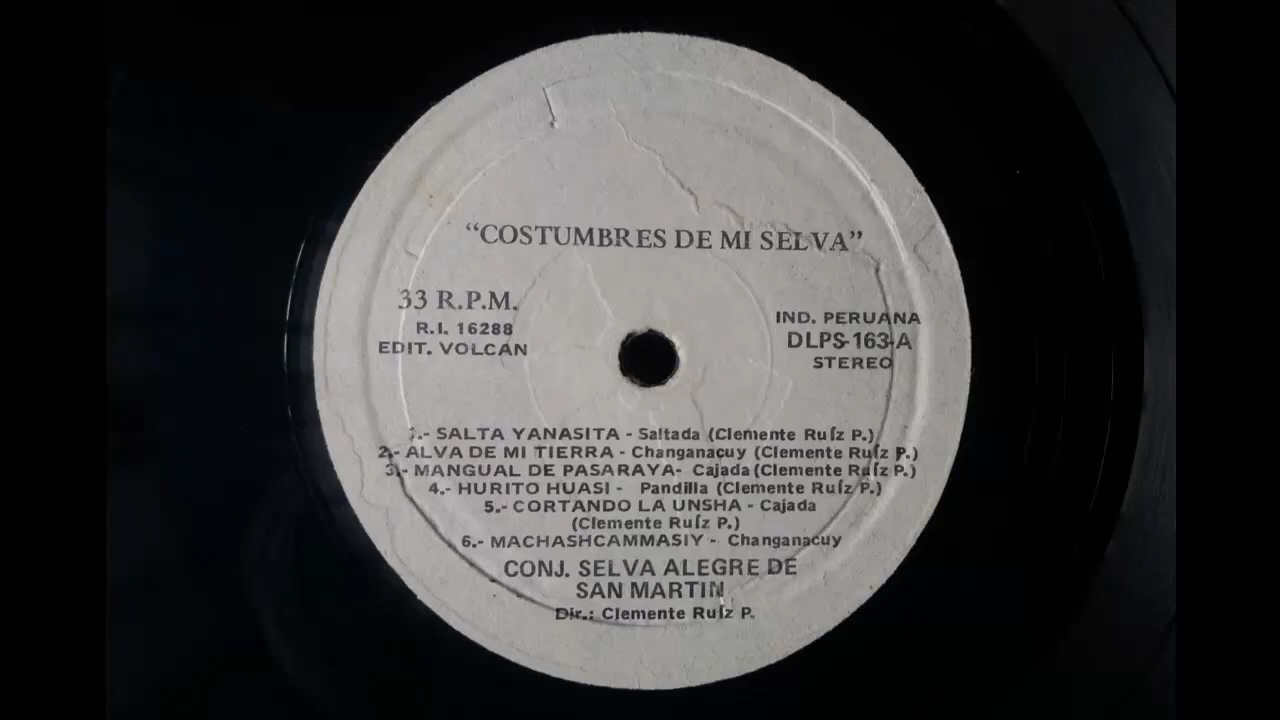 “COSTUMBRES DE MI SELVA”
33 R.P.M.
R.I. 16288
EDIT. VOLCAN
IND. PERUANA
DLPS-163-A
STEREO
1.- SALTA YANASITA - Saltada (Clemente Ruíz P.)
2.- ALVA DE MI TIERRA - Changanacuy (Clemente Ruíz P.)
3.- MANGUAL DE PASARAYA- Cajada (Clemente Ruíz P.)
4.- HURITO HUASI - Pandilla (Clemente Ruíz P.)
5.- CORTANDO LA UNSHA - Cajada
(Clemente Ruíz P.)
6.- MACHASHCAMMASIY - Changanacuy
CONJ. SELVA ALEGRE DE
SAN MARTIN
Dir.: Clemente Ruíz P.